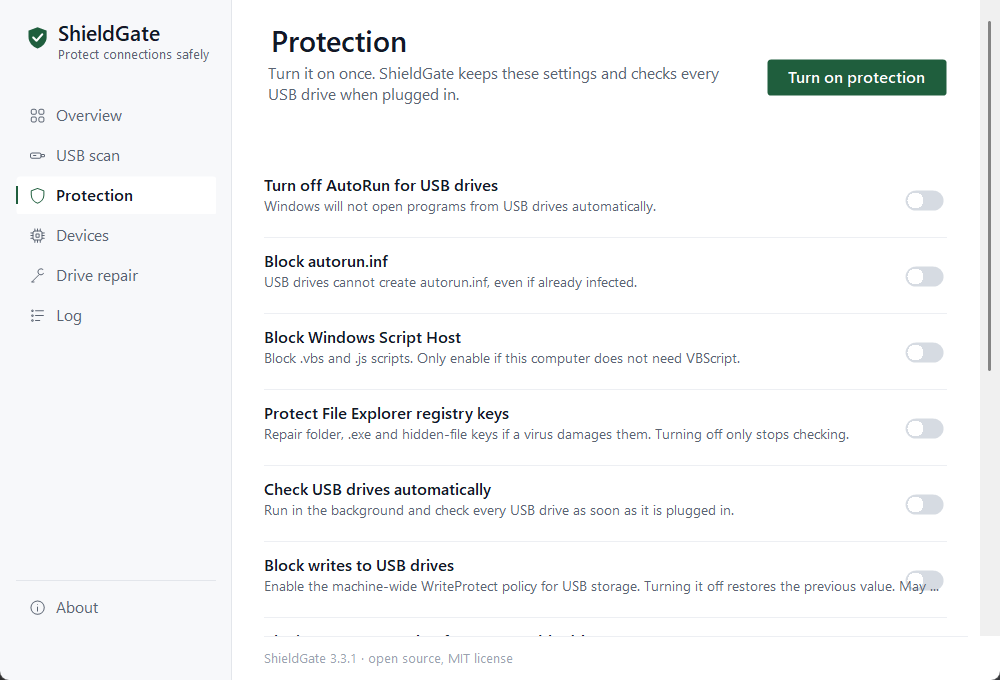 ShieldGate
Protect connections safely
Overview
USB scan
Protection
Devices
Drive repair
Log
About
Protection
Turn it on once. ShieldGate keeps these settings and checks every
USB drive when plugged in.
Turn on protection
Turn off AutoRun for USB drives
Windows will not open programs from USB drives automatically.
Block autorun.inf
USB drives cannot create autorun.inf, even if already infected.
Block Windows Script Host
Block .vbs and .js scripts. Only enable if this computer does not need VBScript.
Protect File Explorer registry keys
Repair folder, .exe and hidden-file keys if a virus damages them. Turning off only stops checking.
Check USB drives automatically
Run in the background and check every USB drive as soon as it is plugged in.
Block writes to USB drives
Enable the machine-wide WriteProtect policy for USB storage. Turning it off restores the previous value. May ...
ShieldGate 3.3.1 · open source, MIT license